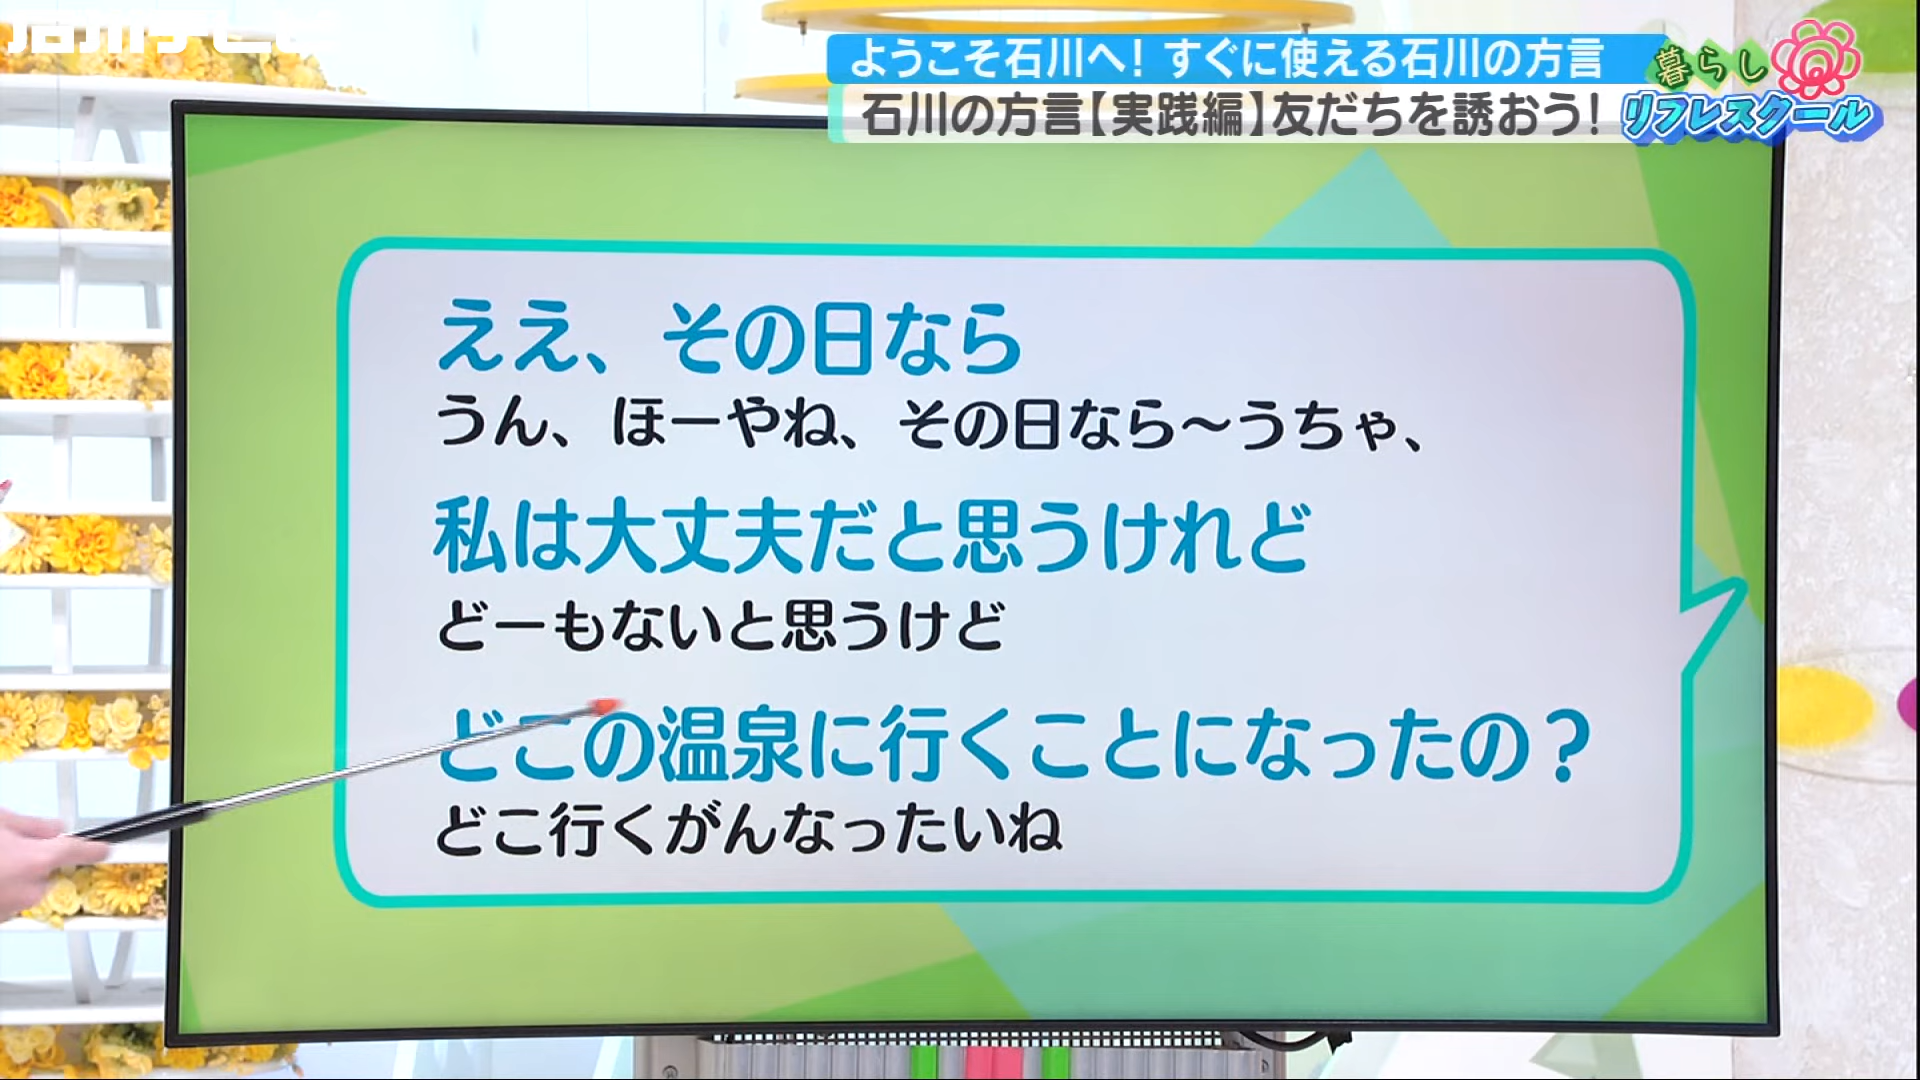 石川テレビ
ようこそ石川へ！すぐに使える石川の方言
石川の方言【実践編】友だちを誘おう！
暮らし
リフレスクール
ええ、その日なら
うん、ほーやね、その日なら～うちゃ、
私は大丈夫だと思うけれど
どーもないと思うけど
どこの温泉に行くことになったの？
どこ行くがんなったいね